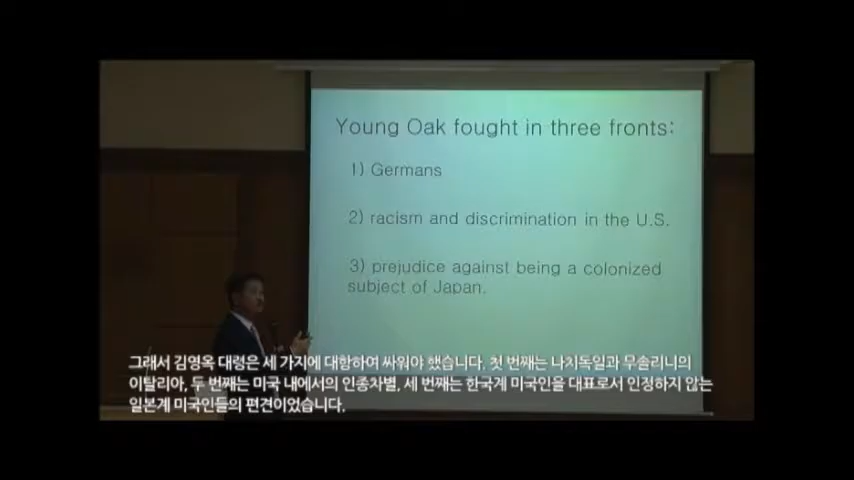 Young Oak fought in three fronts:
1) Germans
2) racism and discrimination in the U.S.
3) prejudice against being a colonized
subject of Japan.
그래서 김영옥 대령은 세 가지에 대항하여 싸워야 했습니다. 첫 번째는 나치독일과 무솔리니의
이탈리아, 두 번째는 미국 내에서의 인종차별, 세 번째는 한국계 미국인을 대표로서 인정하지 않는
일본계 미국인들의 편견이었습니다.